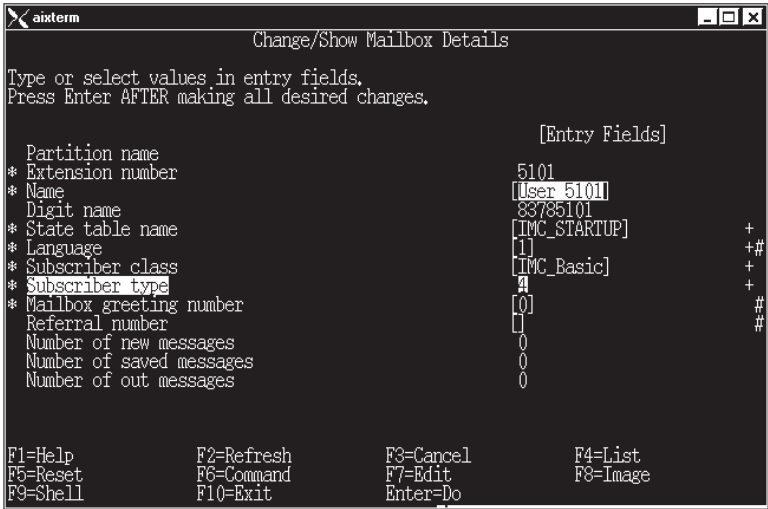 aixterm
Change/Show Mailbox Details
Type or select values in entry fields.
Press Enter AFTER making all desired changes.
[Entry Fields]
Partition name
* Extension number 5101
* Name [User 5101]
Digit name 83785101
* State table name [IMC_STARTUP] +
* Language [1] +#
* Subscriber class [IMC_Basic] +
* Subscriber type 4 +
* Mailbox greeting number [0] #
Referral number [] #
Number of new messages 0
Number of saved messages 0
Number of out messages 0
F1=Help F2=Refresh F3=Cancel F4=List
F5=Reset F6=Command F7=Edit F8=Image
F9=Shell F10=Exit Enter=Do